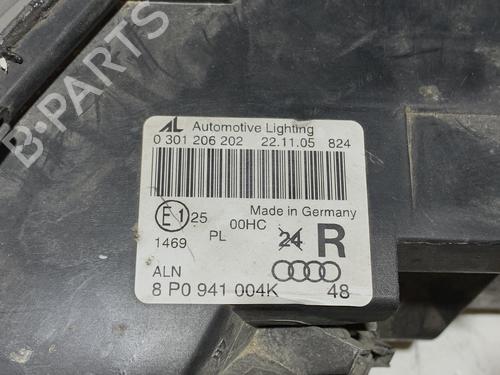 B-PARTS
AL Automotive Lighting
0 301 206 202 22.11.05 824
E1 25 00HC Made in Germany
1469 PL 24 R
ALN
8 P0 941 004K 48